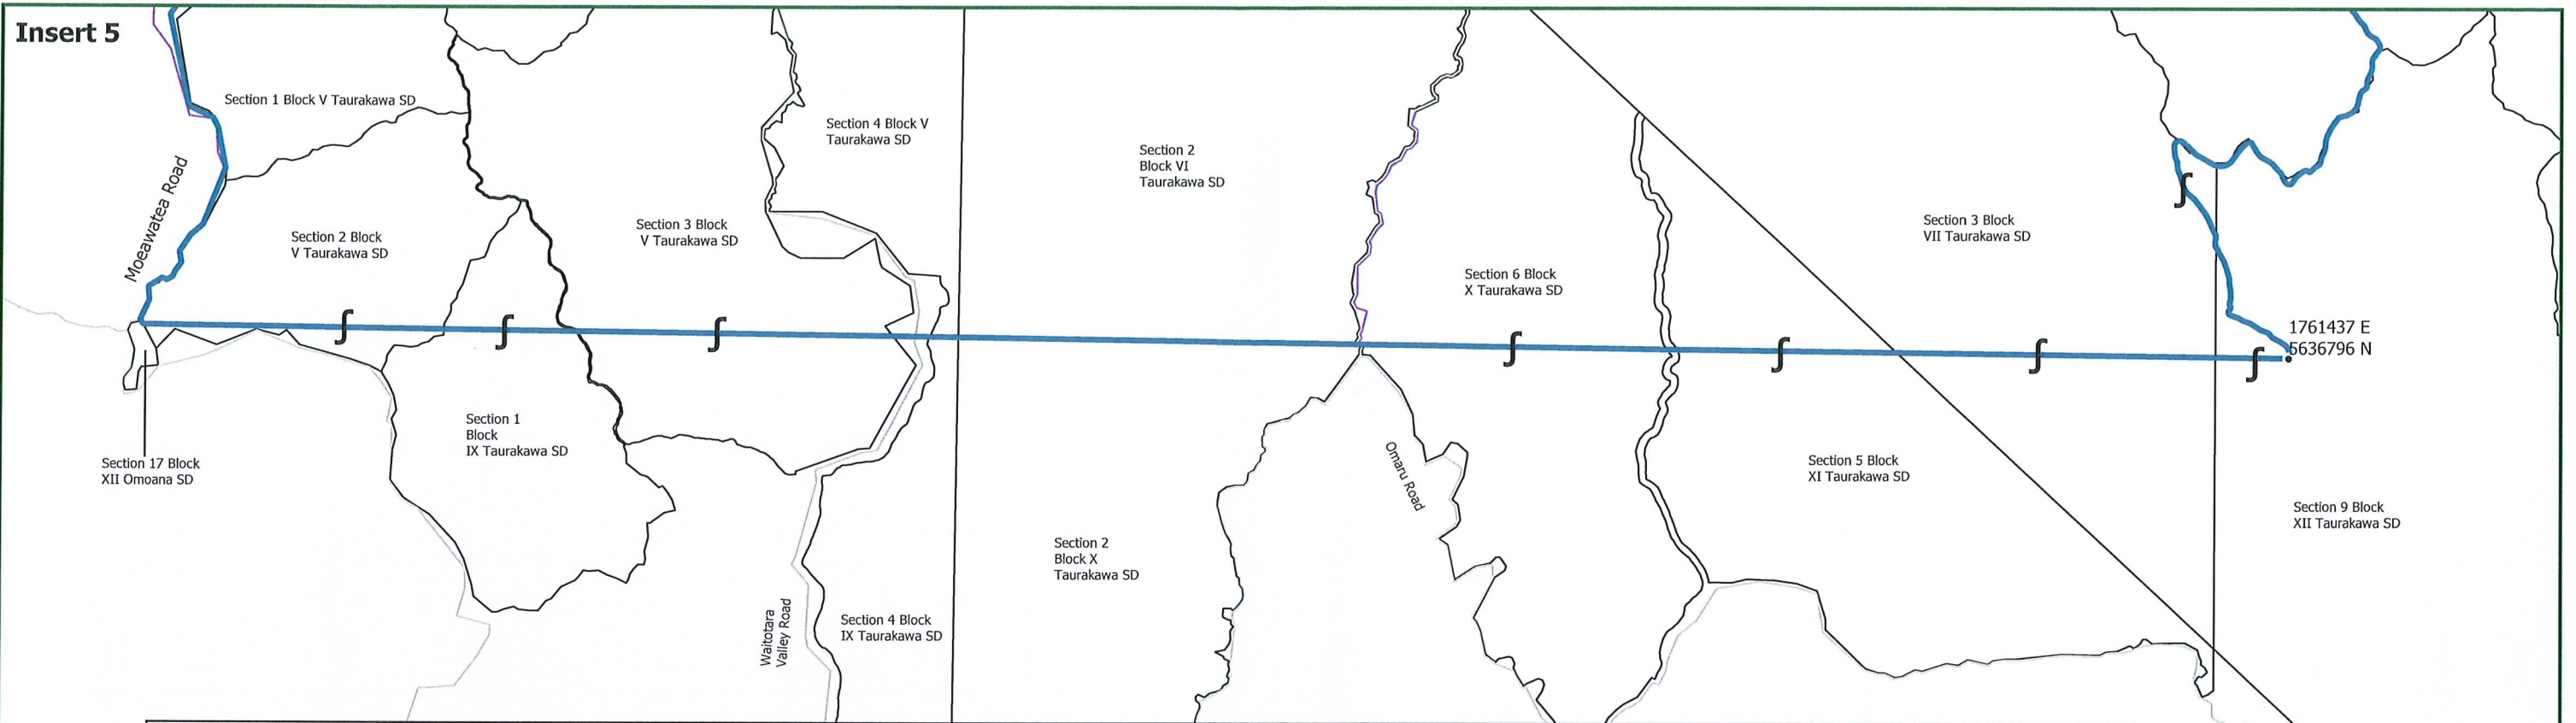 Insert 5
Section 1 Block V Taurakawa SD
Moeawatea Road
Section 2 Block
V Taurakawa SD
Section 3 Block
V Taurakawa SD
Section 4 Block V
Taurakawa SD
Section 2
Block VI
Taurakawa SD
Section 6 Block
X Taurakawa SD
Section 3 Block
VII Taurakawa SD
1761437 E
5636796 N
Section 17 Block
XII Omoana SD
Section 1
Block
IX Taurakawa SD
Waitotara
Valley Road
Section 4 Block
IX Taurakawa SD
Section 2
Block X
Taurakawa SD
Omaru Road
Section 5 Block
XI Taurakawa SD
Section 9 Block
XII Taurakawa SD